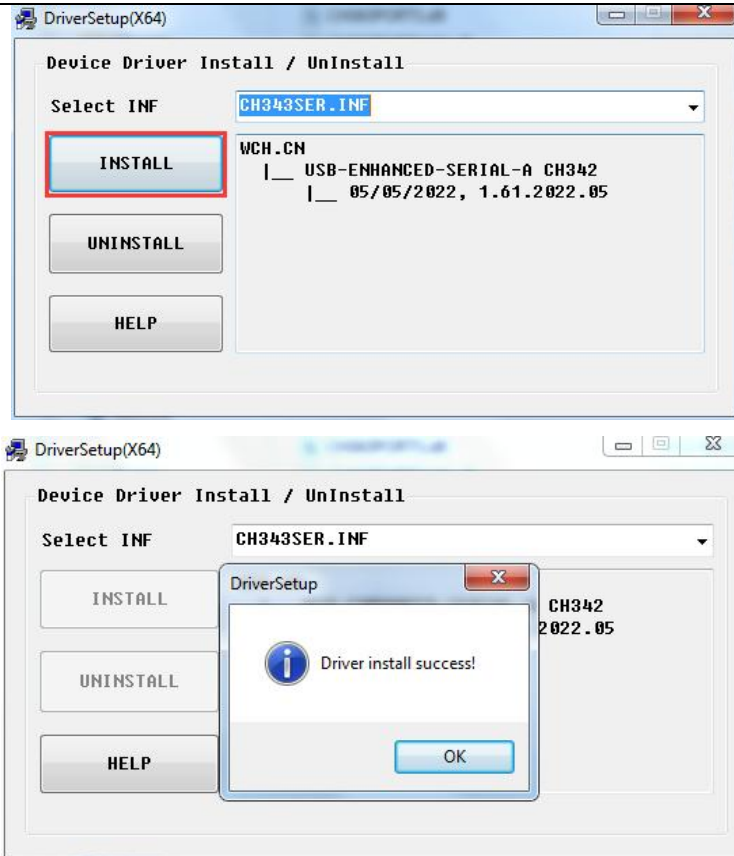 DriverSetup(X64)
Device Driver Install / UnInstall
Select INF
CH343SER.INF
INSTALL
WCH.CN
|__ USB-ENHANCED-SERIAL-A CH342
|__ 05/05/2022, 1.61.2022.05
UNINSTALL
HELP
DriverSetup(X64)
Device Driver Install / UnInstall
Select INF
CH343SER.INF
INSTALL
DriverSetup
CH342
2022.05
Driver install success!
UNINSTALL
OK
HELP